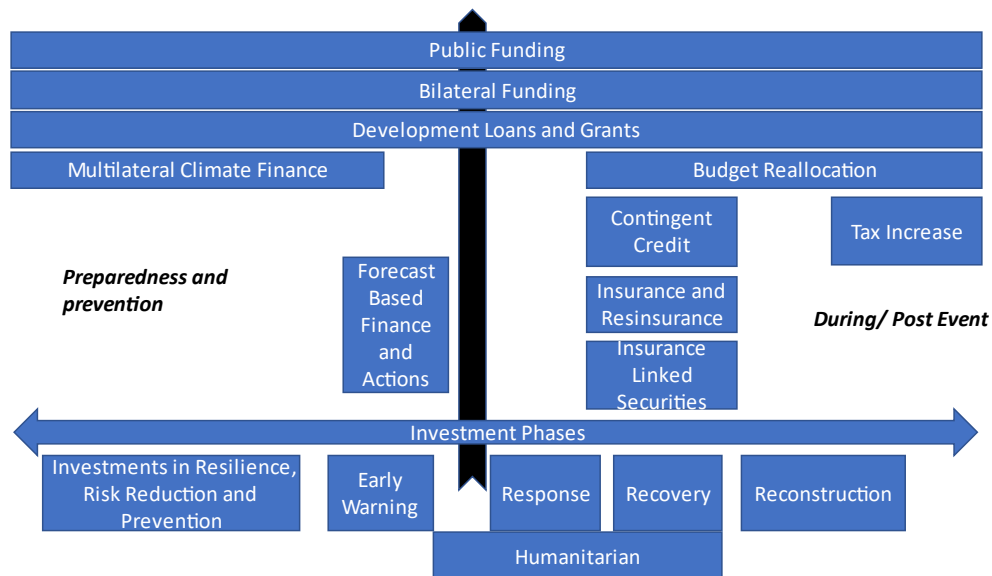 Public Funding
Bilateral Funding
Development Loans and Grants
Multilateral Climate Finance
Budget Reallocation
Contingent
Credit
Tax Increase
Preparedness and
prevention
Forecast
Based
Finance
and
Actions
Insurance and
Resinsurance
During/ Post Event
Insurance
Linked
Securities
Investment Phases
Investments in Resilience,
Risk Reduction and
Prevention
Early
Warning
Response
Recovery
Reconstruction
Humanitarian